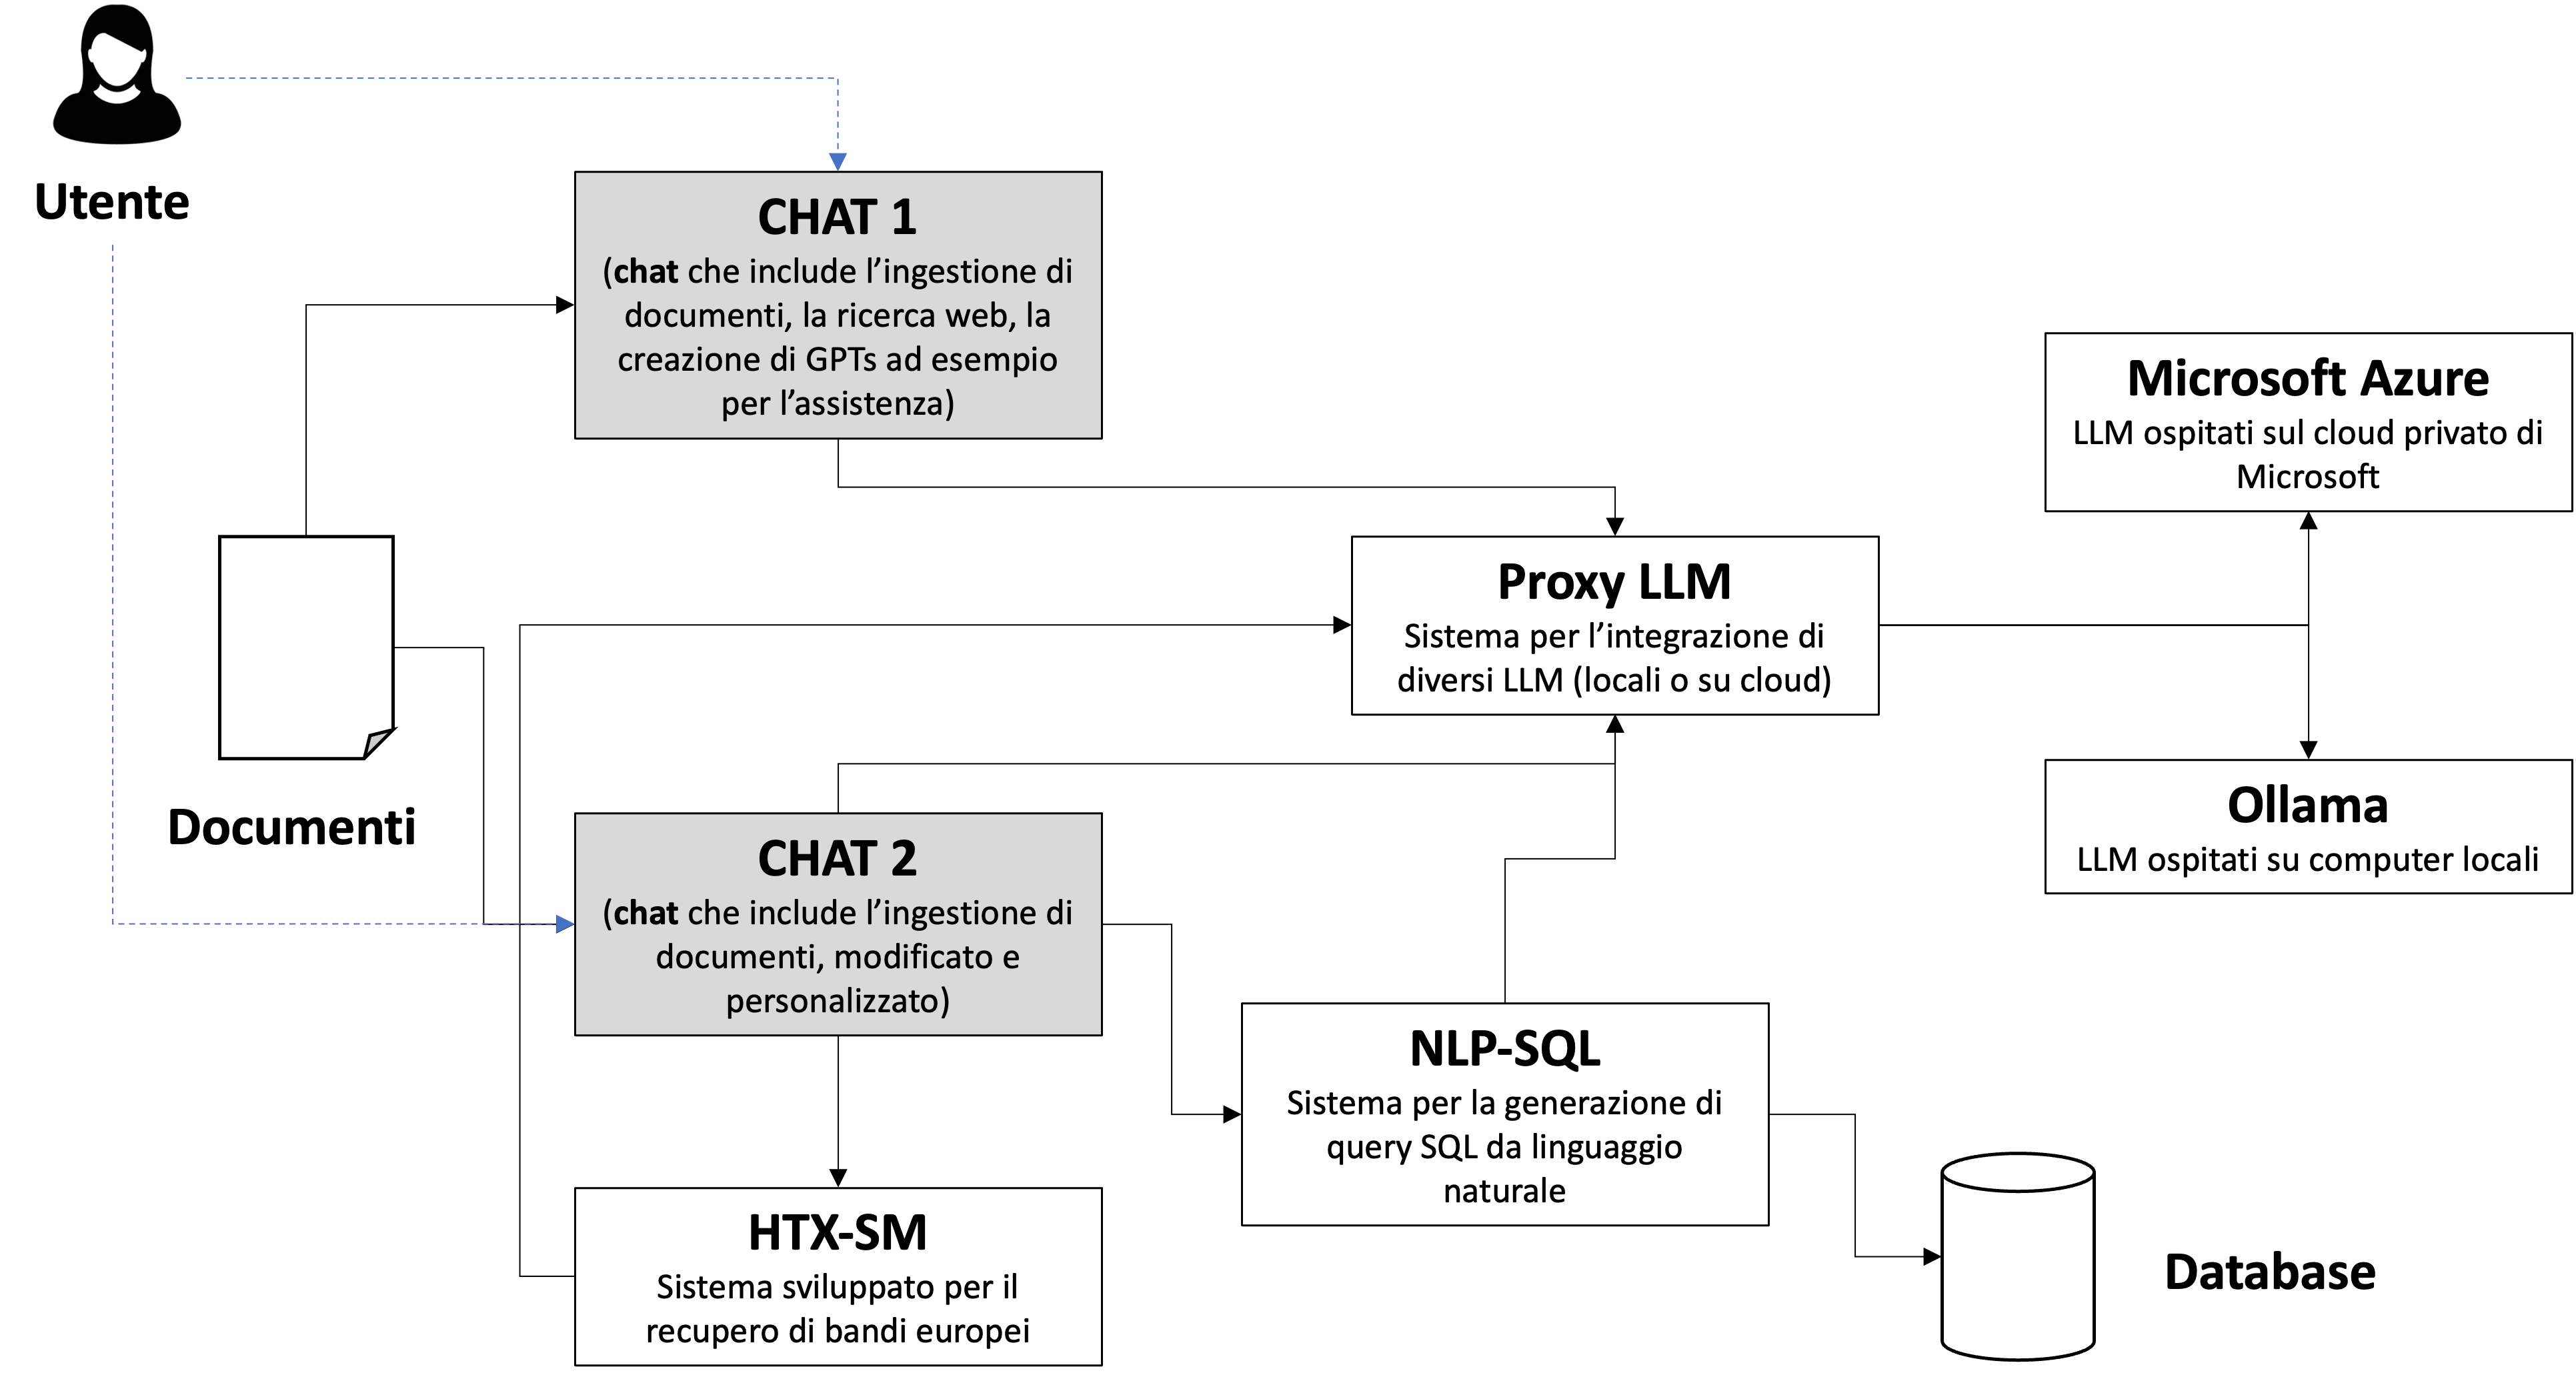 Utente
CHAT 1
(chat che include l’ingestione di
documenti, la ricerca web, la
creazione di GPTs ad esempio
per l’assistenza)
Microsoft Azure
LLM ospitati sul cloud privato di
Microsoft
Proxy LLM
Sistema per l’integrazione di
diversi LLM (locali o su cloud)
Documenti
Ollama
LLM ospitati su computer locali
CHAT 2
(chat che include l’ingestione di
documenti, modificato e
personalizzato)
NLP-SQL
Sistema per la generazione di
query SQL da linguaggio
naturale
HTX-SM
Sistema sviluppato per il
recupero di bandi europei
Database